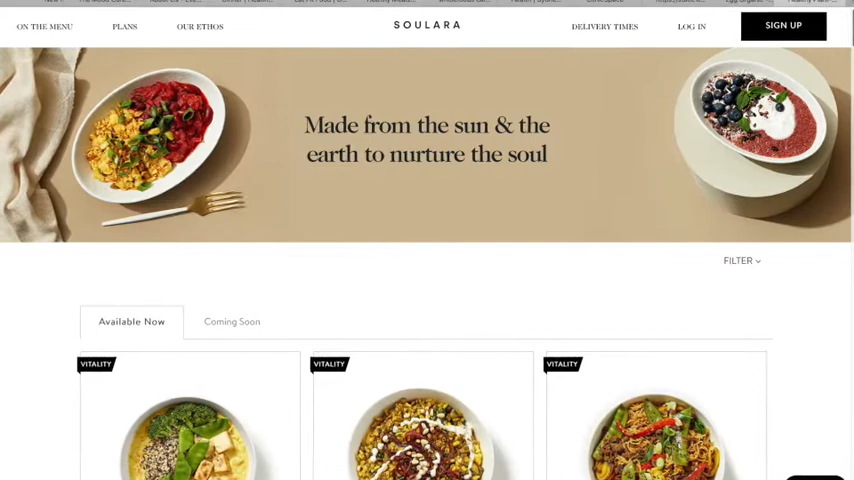 SOULARA
ON THE MENU PLANS OUR ETHOS DELIVERY TIMES LOG IN SIGN UP
Made from the sun & the
earth to nurture the soul
FILTER
Available Now Coming Soon
VITALITY VITALITY VITALITY